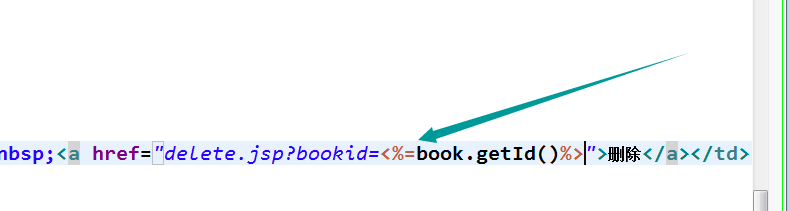 nbsp;<a href="delete.jsp?bookid=<%=book.getId()%>">删除</a></td>